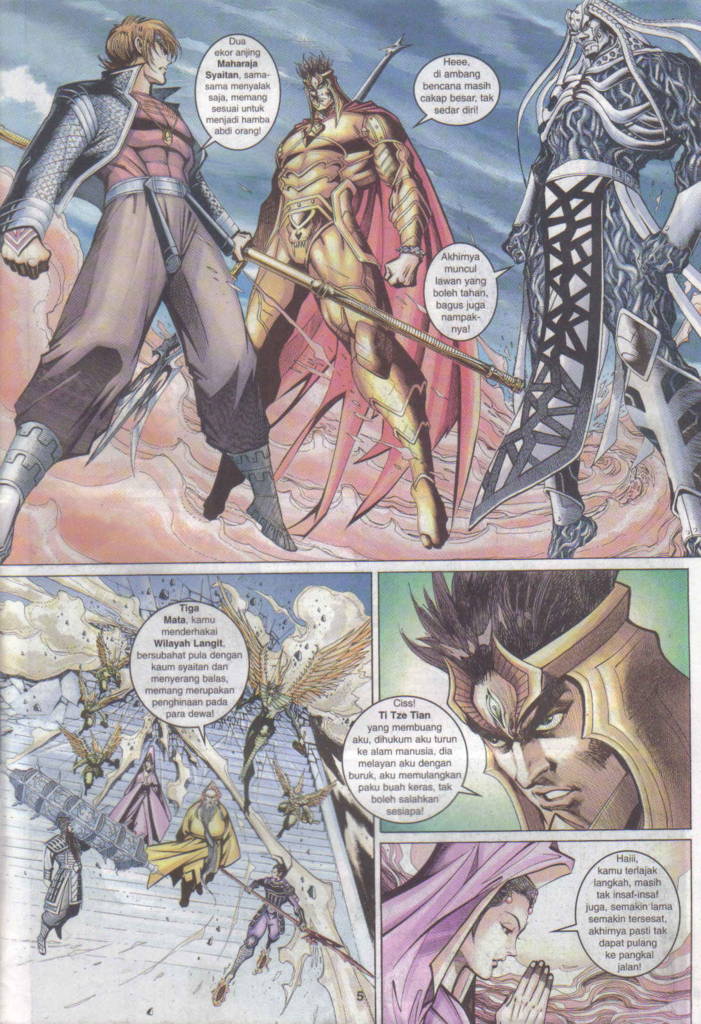 Dua
ekor anjing
Maharaja
Syaitan, sama-
sama menyalak
saja, memang
sesuai untuk
menjadi hamba
abdi orang!
Heee,
di ambang
bencana masih
cakap besar, tak
sedar diri!
Akhirnya
muncul
lawan yang
boleh tahan,
bagus juga
nampak-
nya!
Tiga
Mata, kamu
menderhakai
Wilayah Langit,
bersubahat pula dengan
kaum syaitan dan
menyerang balas,
memang merupakan
penghinaan pada
para dewa!
Ciss!
Ti Tze Tian
yang membuang
aku, dihukum aku turun
ke alam manusia, dia
melayan aku dengan
buruk, aku memulangkan
paku buah keras, tak
boleh salahkan
sesiapa!
Haiii,
kamu terlajak
langkah, masih
tak insaf-insaf
juga, semakin lama
semakin tersesat,
akhirnya pasti tak
dapat pulang
ke pangkal
jalan!
5